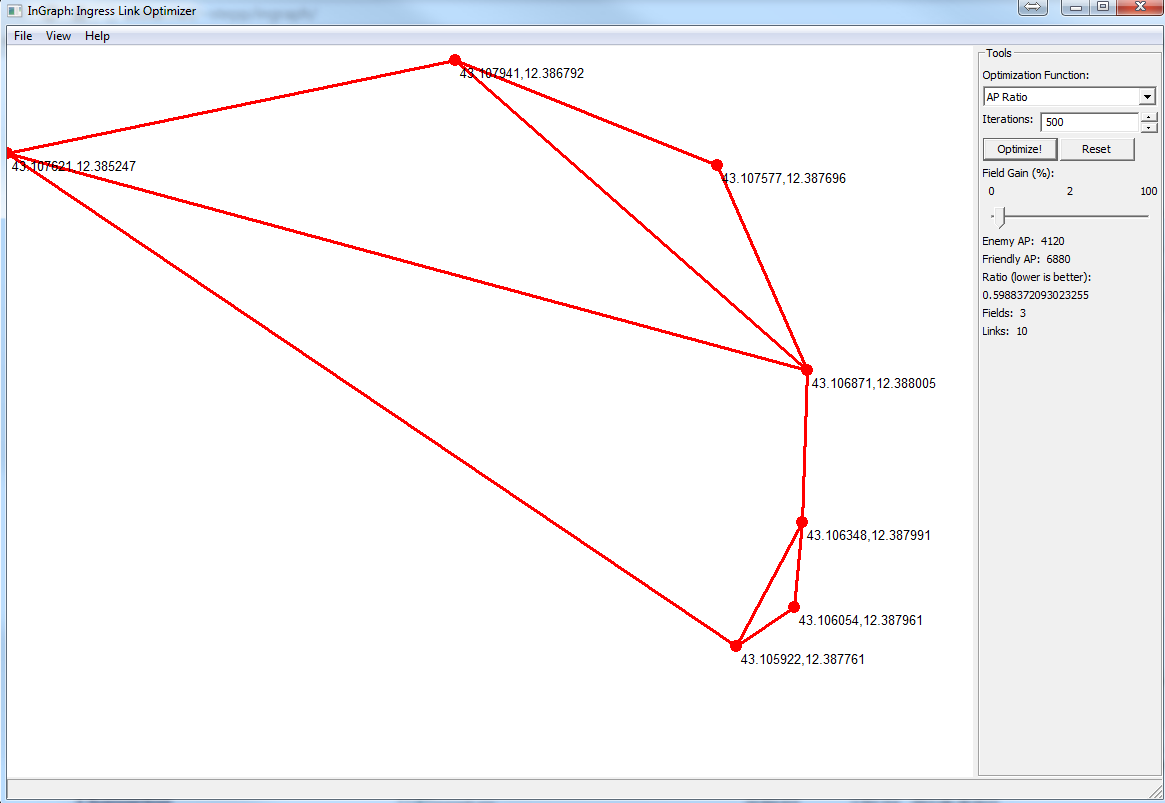 InGraph: Ingress Link Optimizer
File View Help
43.107941,12.386792
43.107621,12.385247
43.107577,12.387696
43.106871,12.388005
43.106348,12.387991
43.106054,12.387961
43.105922,12.387761
Tools
Optimization Function:
AP Ratio
Iterations: 500
Optimize! Reset
Field Gain (%):
0 2 100
Enemy AP: 4120
Friendly AP: 6880
Ratio (lower is better):
0.5988372093023255
Fields: 3
Links: 10